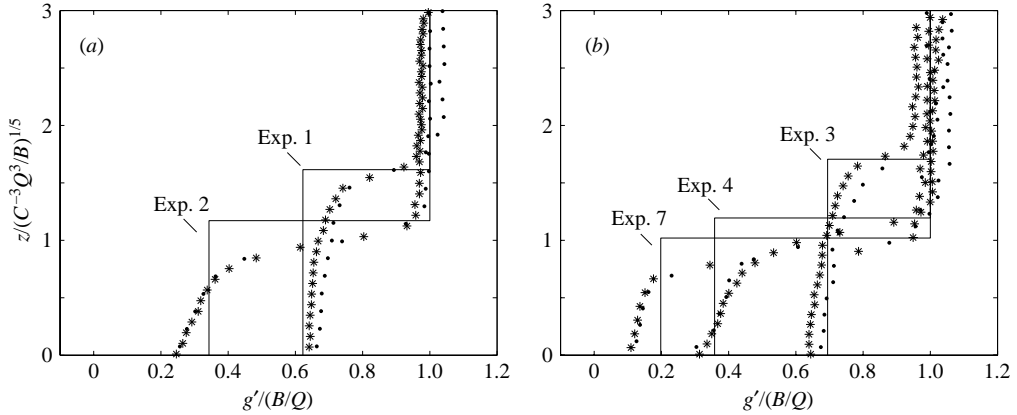 (a)
Exp. 1
Exp. 2
z/(C⁻³Q³/B)^1/5
3
2
1
0
0 0.2 0.4 0.6 0.8 1.0 1.2
g′/(B/Q)
(b)
Exp. 3
Exp. 4
Exp. 7
3
2
1
0
0 0.2 0.4 0.6 0.8 1.0 1.2
g′/(B/Q)